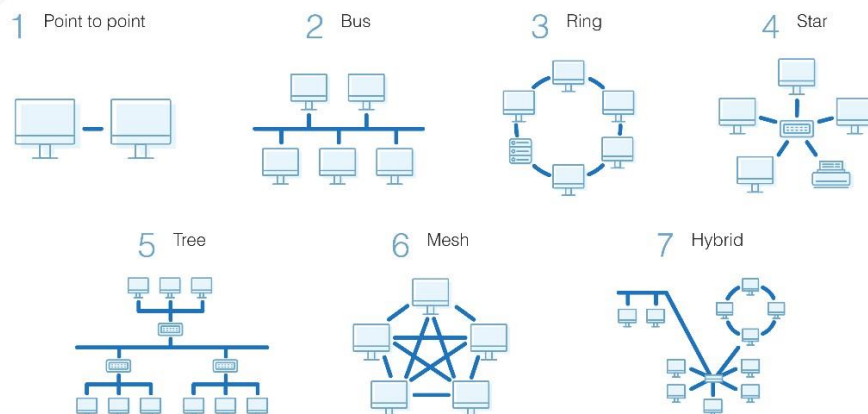 1 Point to point
2 Bus
3 Ring
4 Star
5 Tree
6 Mesh
7 Hybrid